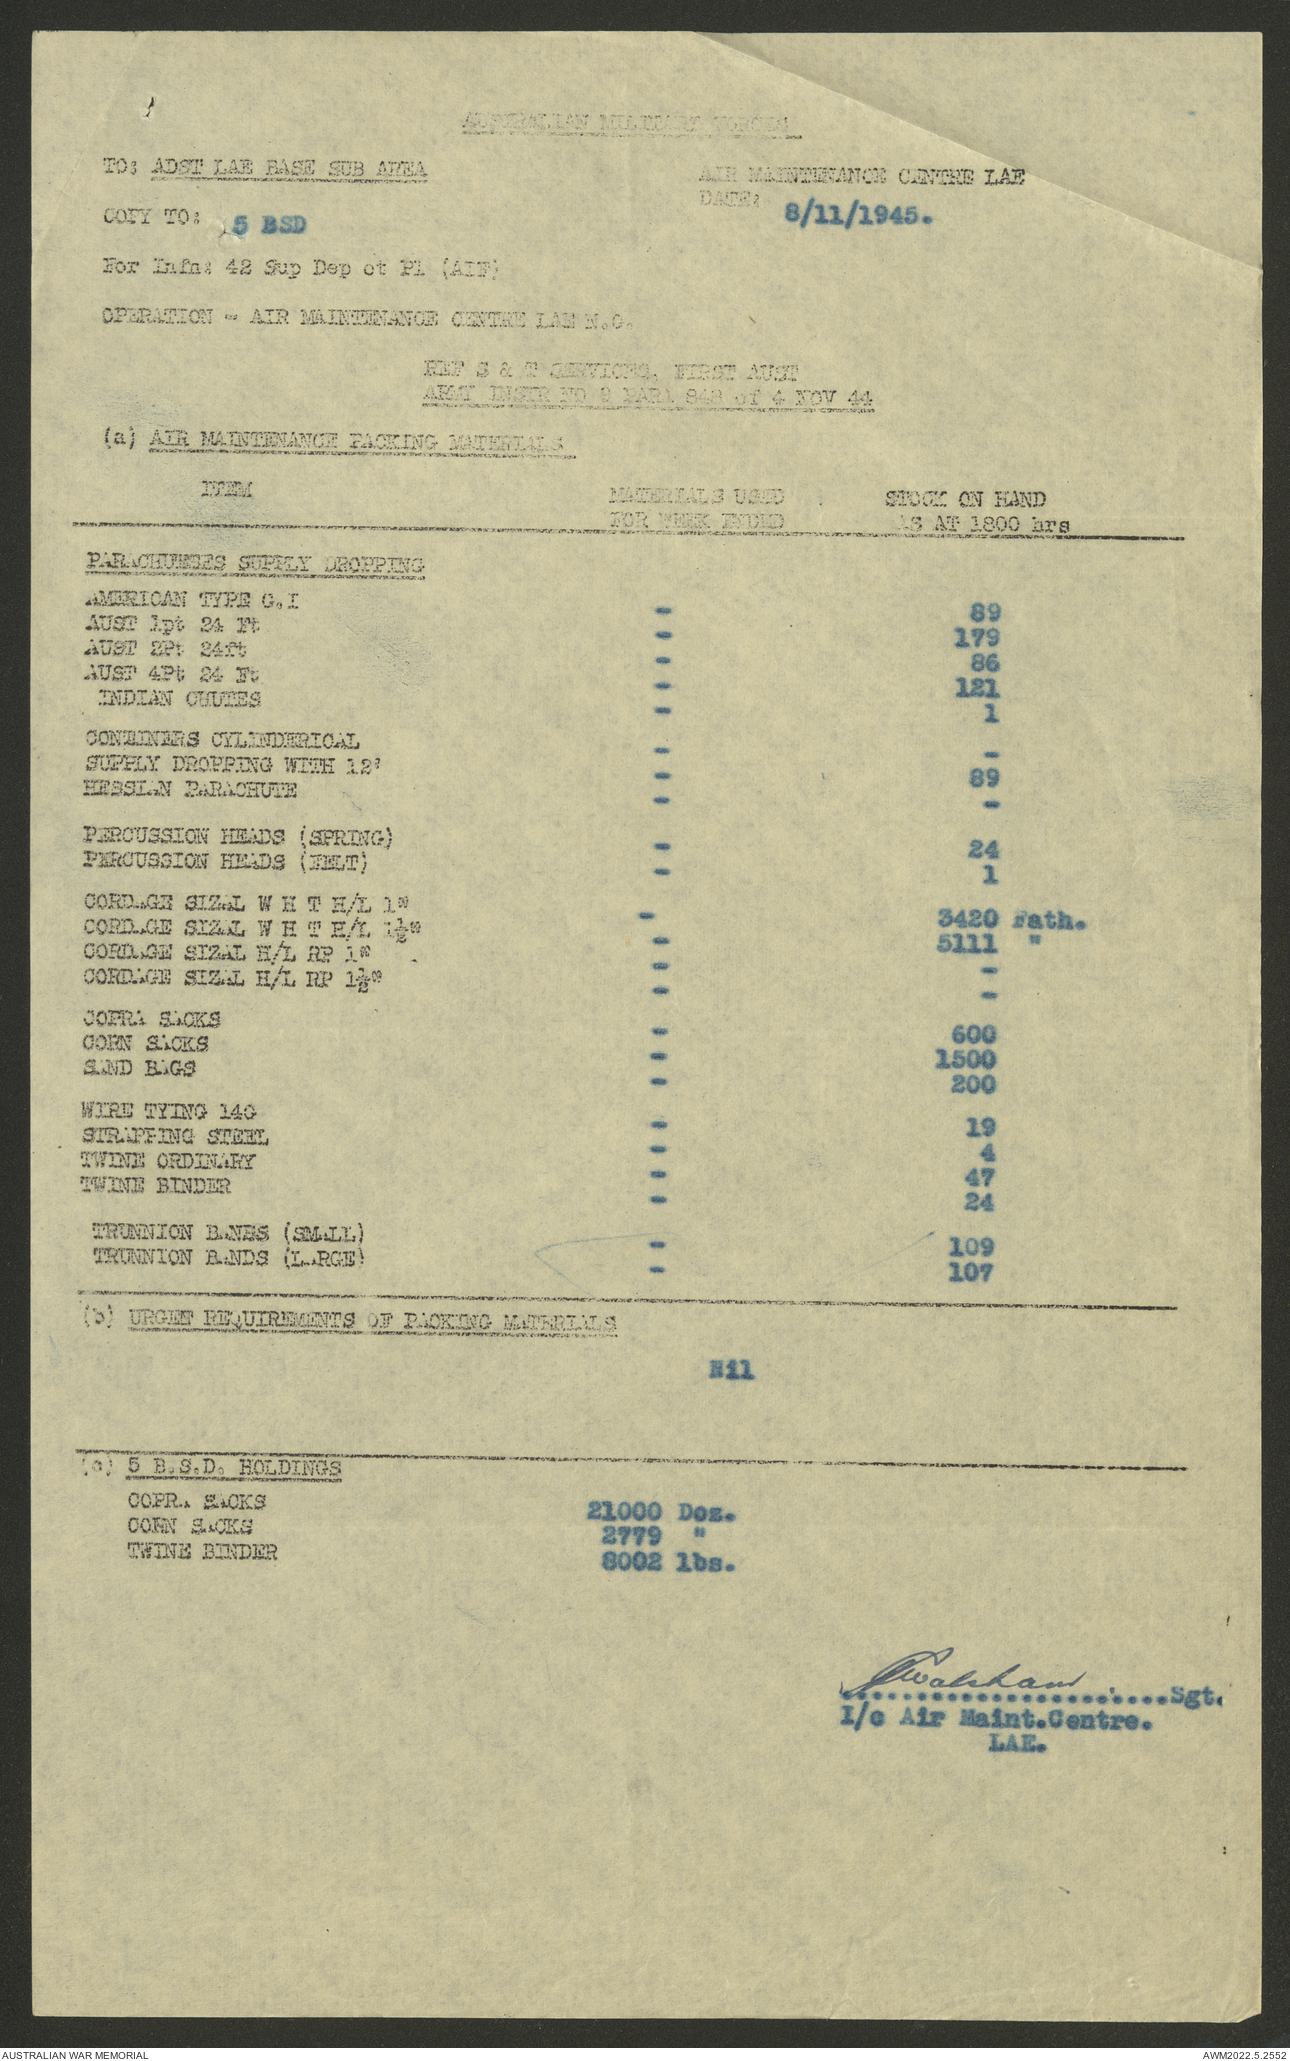 AUSTRALIAN MILITARY FORCES
TO: ADST LAE BASE SUB AREA
AIR MAINTENANCE CENTRE LAE
DATE: 8/11/1945.
COPY TO: 5 BSD
For Infn: 42 Sup Dep ot Pl (AIF)
OPERATION - AIR MAINTENANCE CENTRE LAE N.G.
REF S & T SERVICES, FIRST AUST
ARMY INSTR NO 9 PARA 848 of 4 NOV 44
(a) AIR MAINTENANCE PACKING MATERIALS
ITEM MATERIALS USED STOCK ON HAND
FOR WEEK ENDED AS AT 1800 hrs
PARACHUTES SUPPLY DROPPING
AMERICAN TYPE G.I - 89
AUST 1pt 24 Ft - 179
AUST 2Pt 24ft - 86
AUST 4Pt 24 Ft - 121
INDIAN CHUTES - 1
CONTAINERS CYLINDERICAL - -
SUPPLY DROPPING WITH 12' - 89
HESSIAN PARACHUTE - -
PERCUSSION HEADS (SPRING) - 24
PERCUSSION HEADS (FELT) - 1
CORDAGE SIZAL W H T H/L 1" - 3420 Fath.
CORDAGE SIZAL W H T H/L 1½" - 5111 "
CORDAGE SIZAL H/L RP 1" - -
CORDAGE SIZAL H/L RP 1½" - -
COPRA SACKS - 600
CORN SACKS - 1500
SAND BAGS - 200
WIRE TYING 14G - 19
STRAPPING STEEL - 4
TWINE ORDINARY - 47
TWINE BINDER - 24
TRUNNION BANDS (SMALL) - 109
TRUNNION BANDS (LARGE) - 107
(b) URGET REQUIREMENTS OF PACKING MATERIALS
Nil
(c) 5 B.S.D. HOLDINGS
COPRA SACKS 21000 Doz.
CORN SACKS 2779 "
TWINE BINDER 8002 lbs.
Walsham Sgt.
I/c Air Maint.Centre.
LAE.
AUSTRALIAN WAR MEMORIAL
AWM2022.5.2552